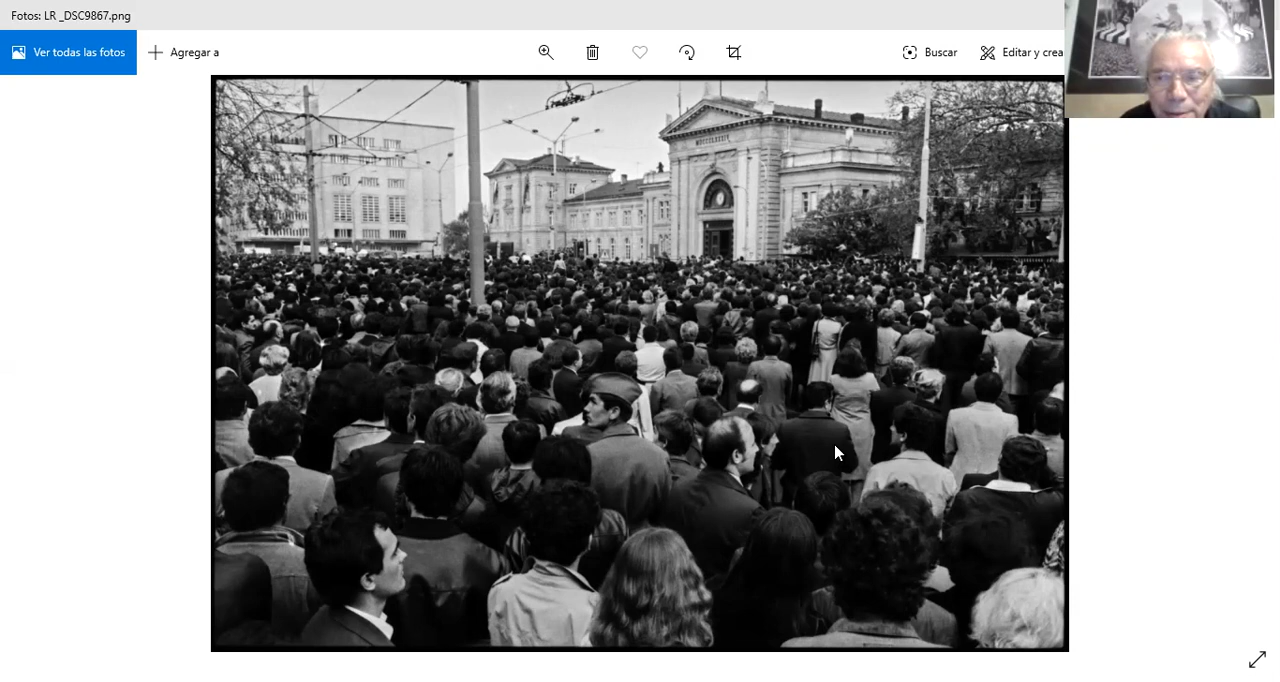 Fotos: LR _DSC9867.png
Ver todas las fotos
Agregar a
Buscar
Editar y crea